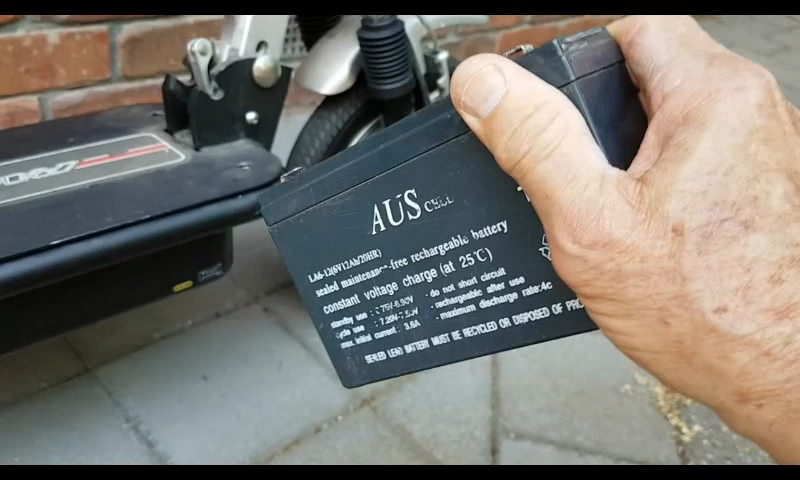 AUS CELL
LA6-12(6V12Ah/20HR)
sealed maintenance-free rechargeable battery
constant voltage charge (at 25℃)
standby use : 6.75V-6.90V - do not short circuit
cycle use : 7.20V-7.50V - rechargeable after use
max. initial current : 3.6A - maximum discharge rate:4c
SEALED LEAD BATTERY MUST BE RECYCLED OR DISPOSED OF PRO